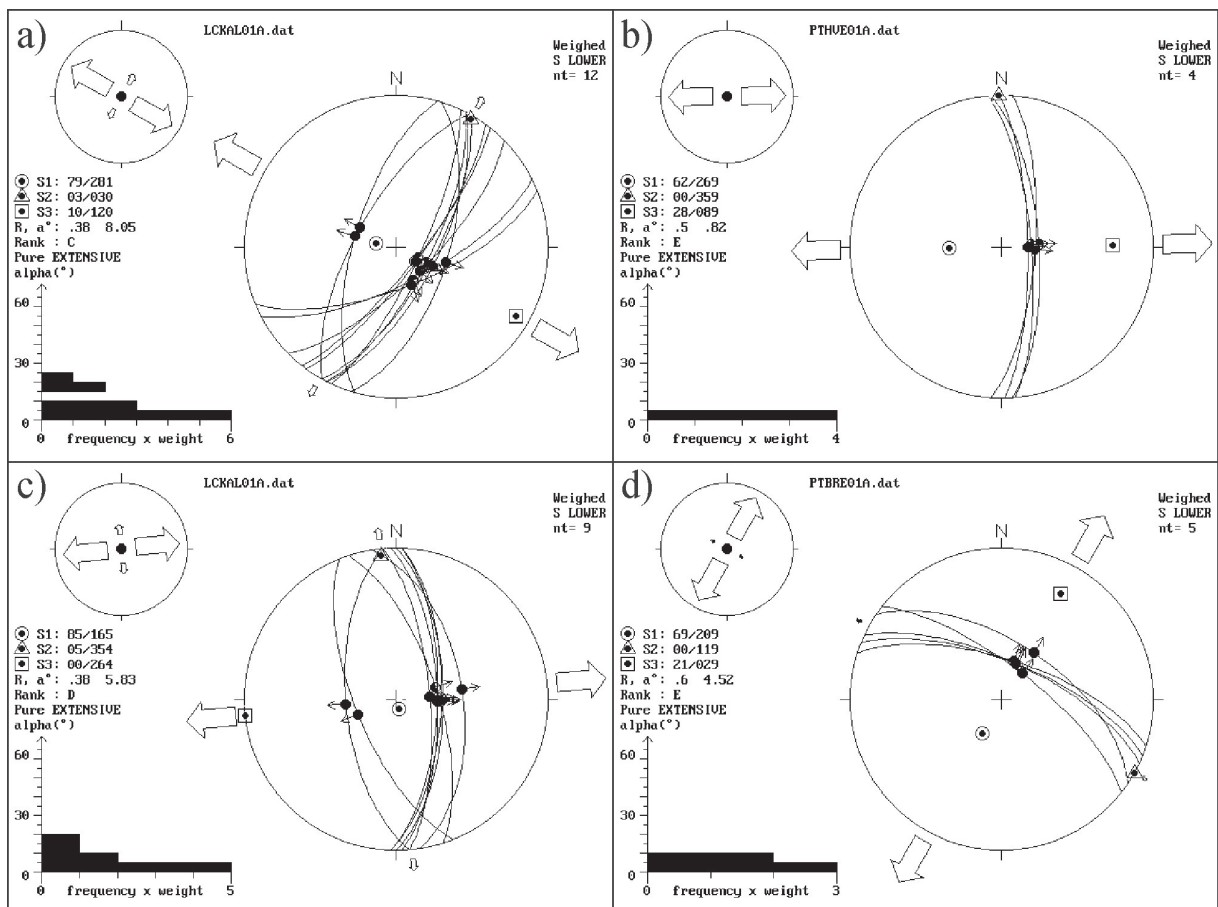 a)
LCKAL01A.dat
Weighed
S LOWER
nt= 12
N
S1: 79/281
S2: 03/030
S3: 10/120
R, a°: .38 8.05
Rank : C
Pure EXTENSIVE
alpha(°)
60
30
0
0 frequency x weight 6
b)
PTHVE01A.dat
Weighed
S LOWER
nt= 4
N
S1: 62/269
S2: 00/359
S3: 28/089
R, a°: .5 .82
Rank : E
Pure EXTENSIVE
alpha(°)
60
30
0
0 frequency x weight 4
c)
LCKAL01A.dat
Weighed
S LOWER
nt= 9
N
S1: 85/165
S2: 05/354
S3: 00/264
R, a°: .38 5.83
Rank : D
Pure EXTENSIVE
alpha(°)
60
30
0
0 frequency x weight 5
d)
PTBRE01A.dat
Weighed
S LOWER
nt= 5
N
S1: 69/209
S2: 00/119
S3: 21/029
R, a°: .6 4.52
Rank : E
Pure EXTENSIVE
alpha(°)
60
30
0
0 frequency x weight 3